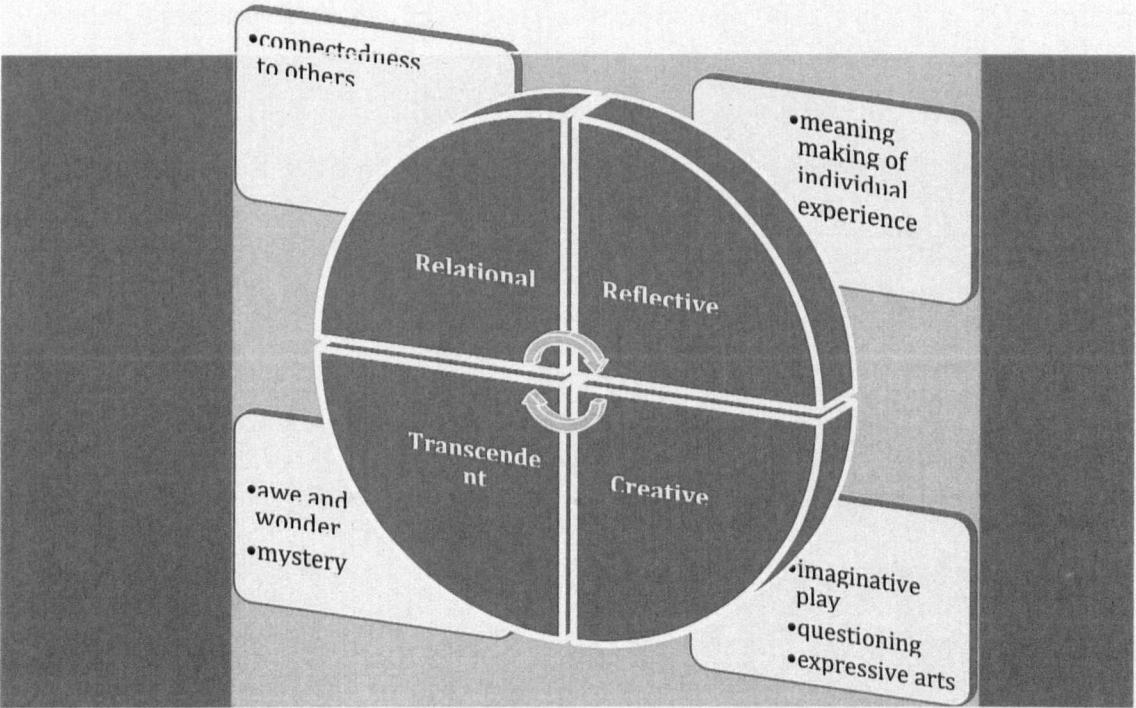 •connectedness
to others
•meaning
making of
individual
experience
Relational
Reflective
Transcende
nt
Creative
•awe and
wonder
•mystery
•imaginative
play
•questioning
•expressive arts